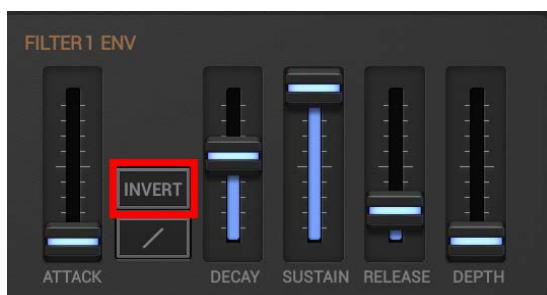 FILTER 1 ENV
INVERT
ATTACK DECAY SUSTAIN RELEASE DEPTH